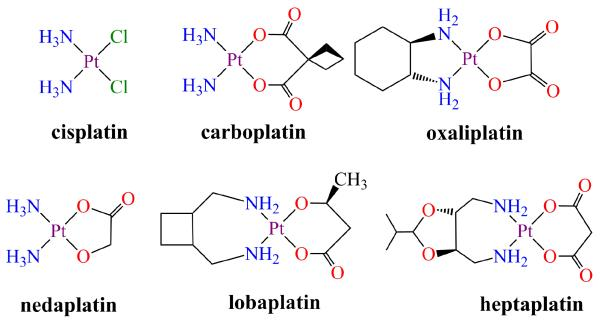 H₃N Cl
Pt
H₃N Cl
cisplatin
O
H₃N O
Pt
H₃N O
O
carboplatin
H₂
N O O
Pt
N O O
H₂
oxaliplatin
H₃N O O
Pt
H₃N O
nedaplatin
CH₃
NH₂ O
Pt
NH₂ O
O
lobaplatin
O
O NH₂ O
Pt
O NH₂ O
O
heptaplatin